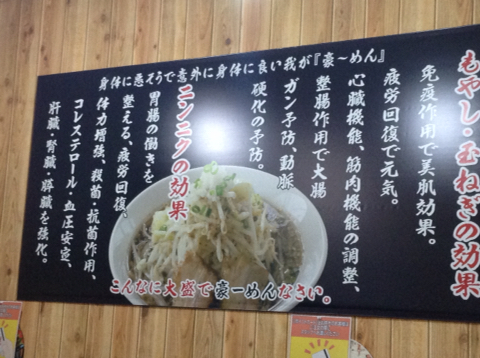 身体に悪そうで意外に身体に良い我が『豪〜めん』
もやし・玉ねぎの効果
免疫作用で美肌効果。
疲労回復で元気。
心臓機能、筋肉機能の調整、
整腸作用で大腸
ガン予防、動脈
硬化の予防。
ニンニクの効果
胃腸の働きを
整える、疲労回復。
体力増強、殺菌・抗菌作用、
コレステロール・血圧安定、
肝臓・腎臓・脾臓を強化。
こんなに大盛で豪ーめんなさい。